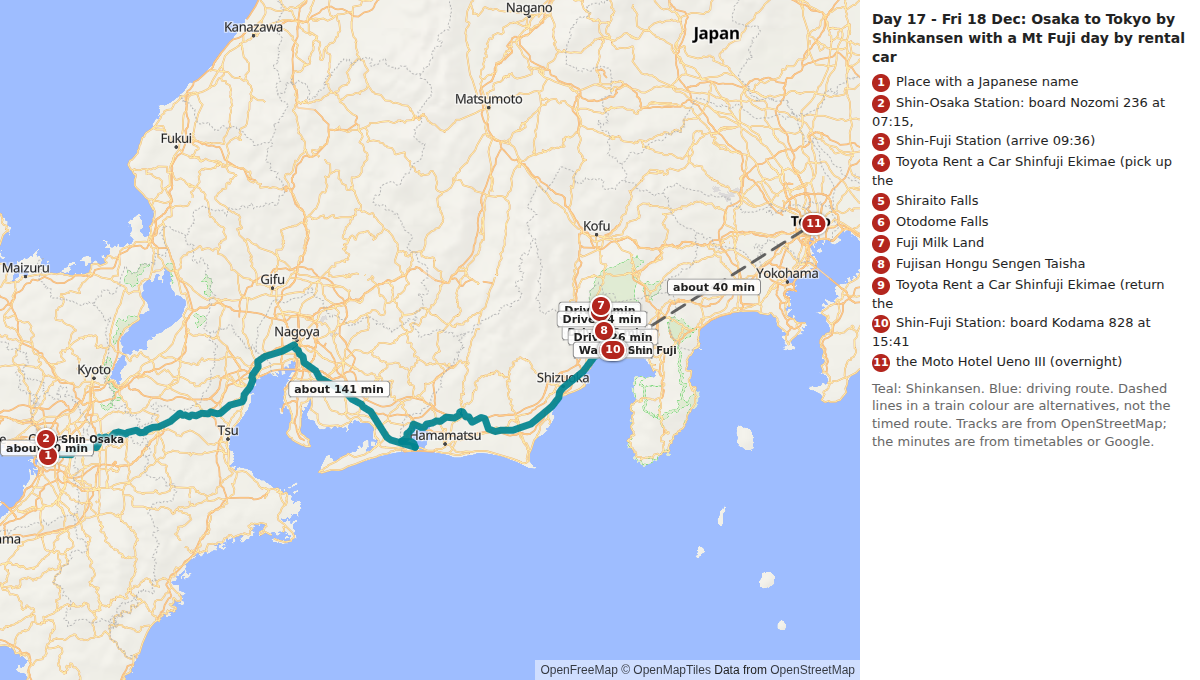 Nagano
Kanazawa
Japan
Matsumoto
Fukui
Kofu
11
Maizuru
Yokohama
Gifu
about 40 min
7
Nagoya
8
Kyoto
10
Shin Fuji
Shizuoka
about 141 min
Tsu
Hamamatsu
2
Shin Osaka
1
OpenFreeMap © OpenMapTiles Data from OpenStreetMap
Day 17 - Fri 18 Dec: Osaka to Tokyo by
Shinkansen with a Mt Fuji day by rental
car
1 Place with a Japanese name
2 Shin-Osaka Station: board Nozomi 236 at
07:15,
3 Shin-Fuji Station (arrive 09:36)
4 Toyota Rent a Car Shinfuji Ekimae (pick up
the
5 Shiraito Falls
6 Otodome Falls
7 Fuji Milk Land
8 Fujisan Hongu Sengen Taisha
9 Toyota Rent a Car Shinfuji Ekimae (return
the
10 Shin-Fuji Station: board Kodama 828 at
15:41
11 the Moto Hotel Ueno III (overnight)
Teal: Shinkansen. Blue: driving route. Dashed
lines in a train colour are alternatives, not the
timed route. Tracks are from OpenStreetMap;
the minutes are from timetables or Google.